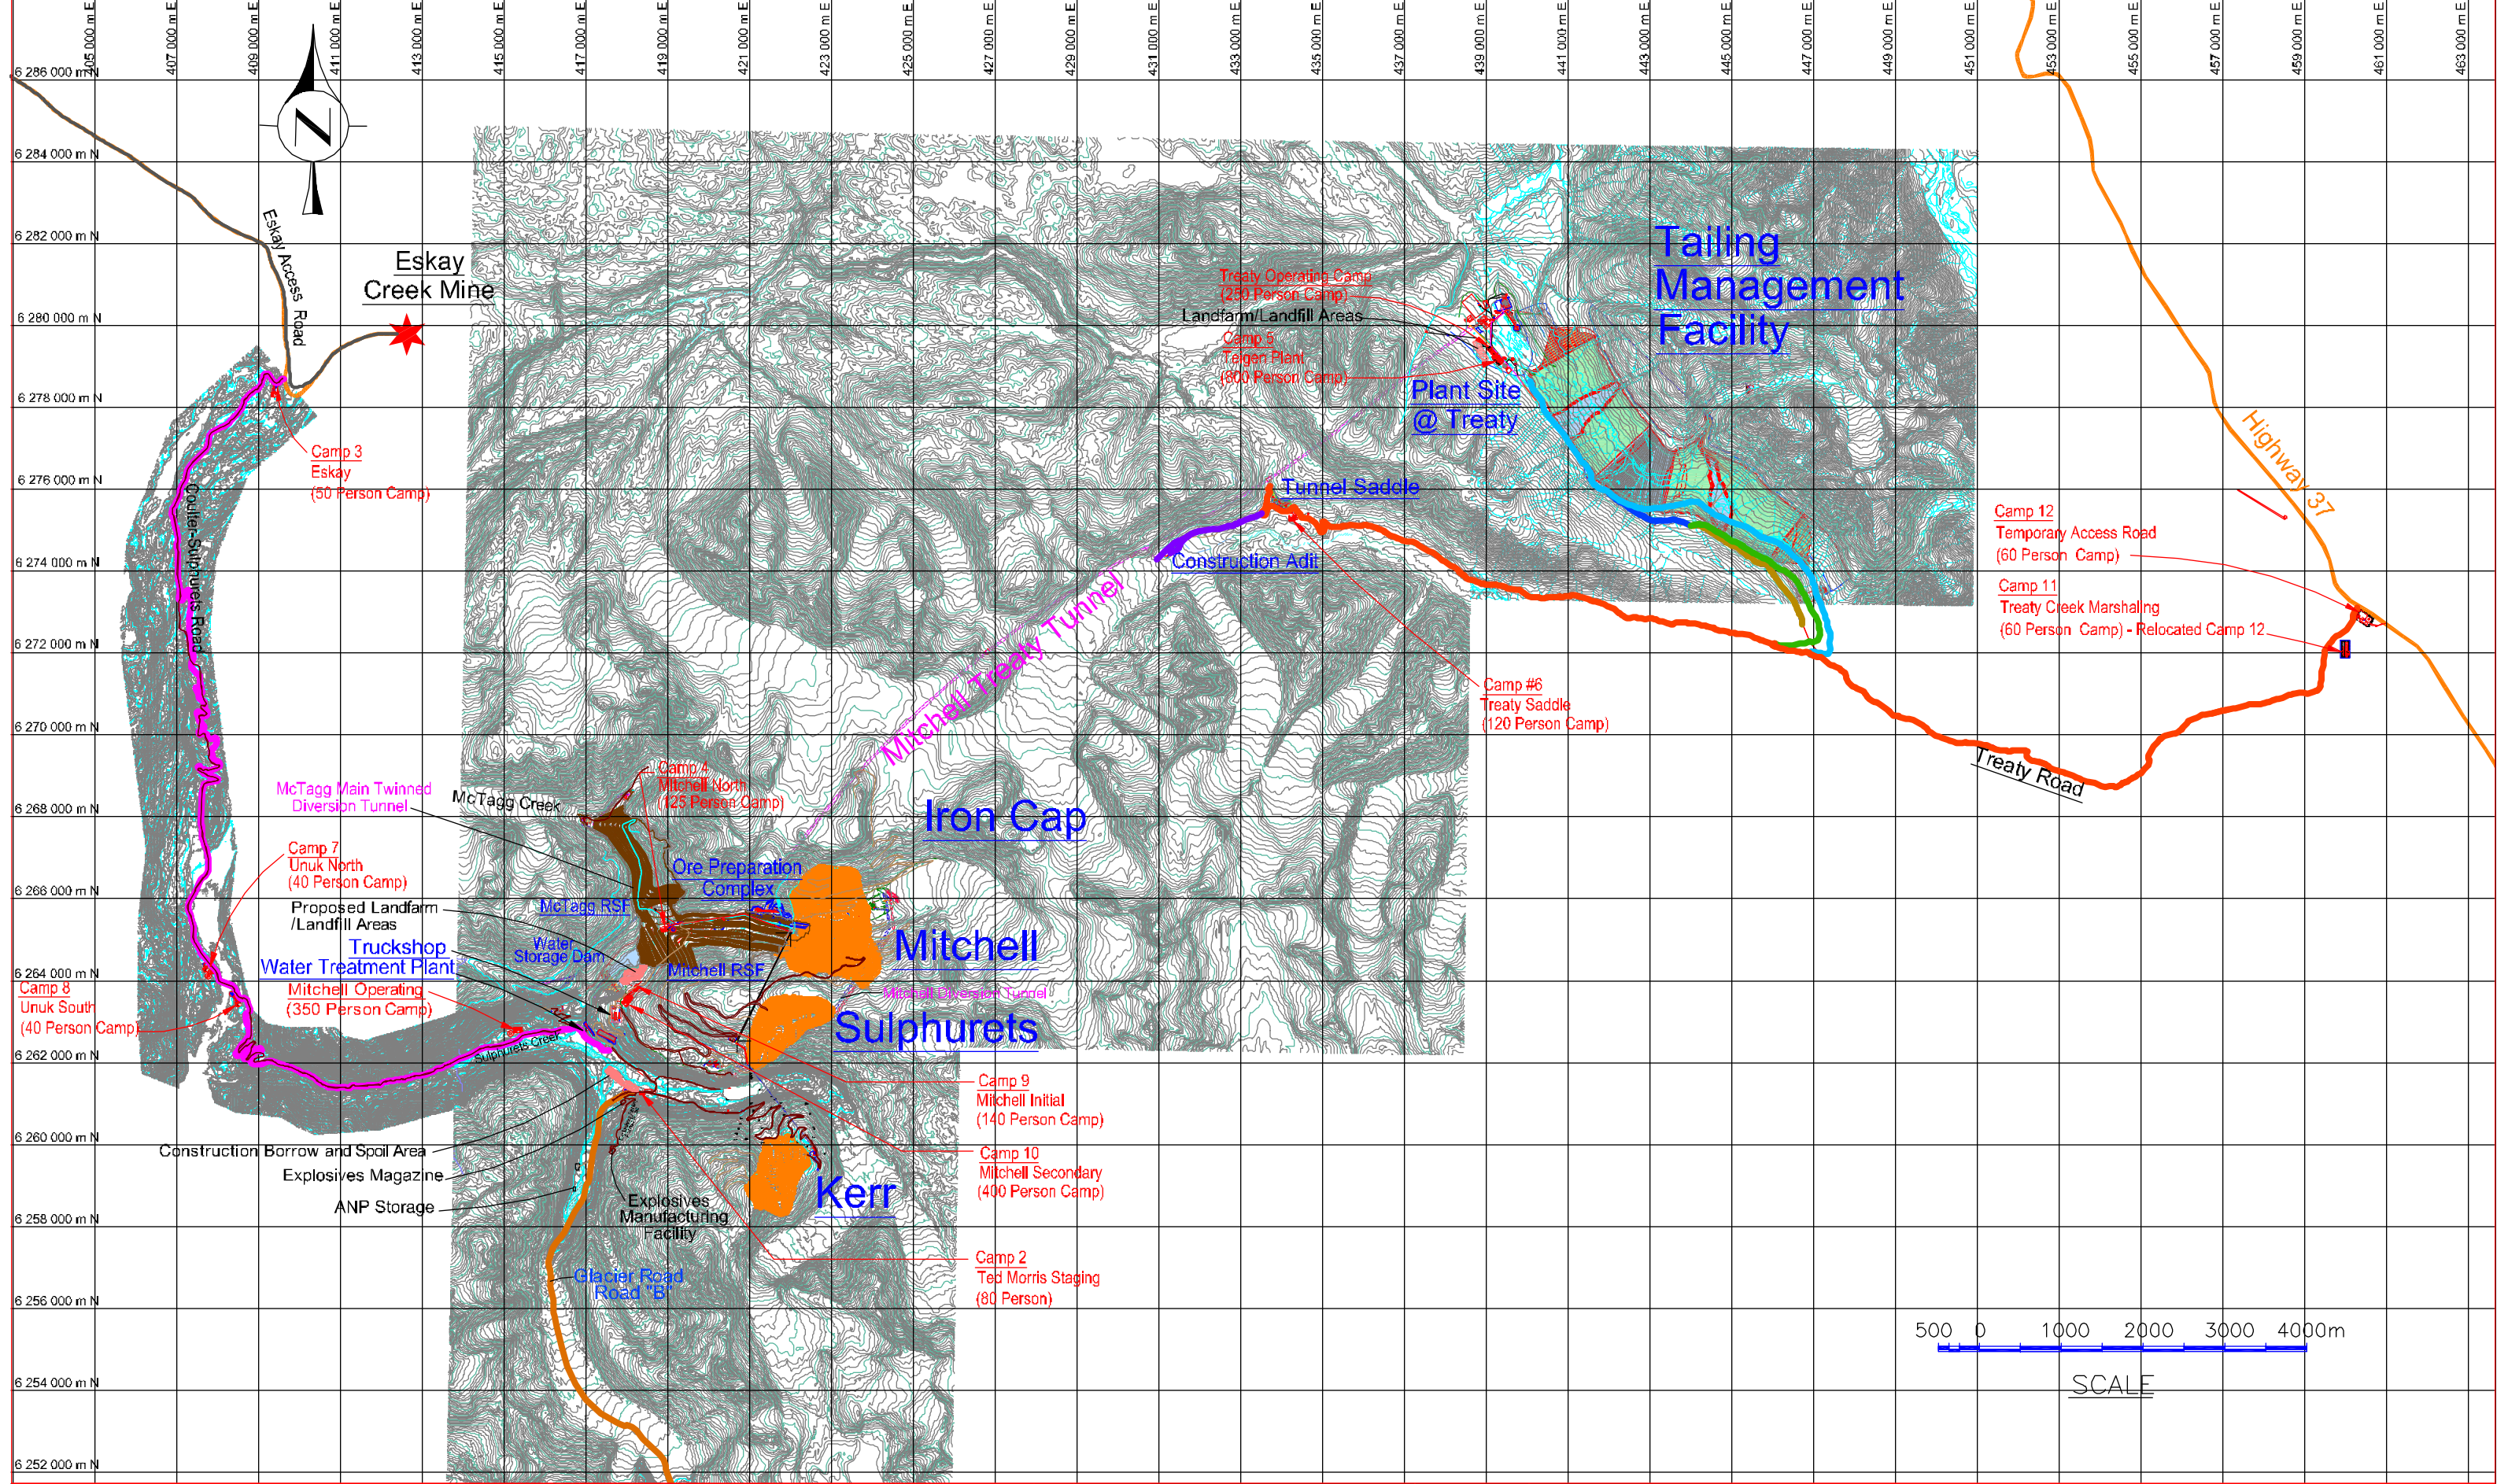 405 000 m E
407 000 m E
409 000 m E
411 000 m E
413 000 m E
415 000 m E
417 000 m E
419 000 m E
421 000 m E
423 000 m E
425 000 m E
427 000 m E
429 000 m E
431 000 m E
433 000 m E
435 000 m E
437 000 m E
439 000 m E
441 000 m E
443 000 m E
445 000 m E
447 000 m E
449 000 m E
451 000 m E
453 000 m E
455 000 m E
457 000 m E
459 000 m E
461 000 m E
463 000 m E
6 286 000 m N
6 284 000 m N
6 282 000 m N
6 280 000 m N
6 278 000 m N
6 276 000 m N
6 274 000 m N
6 272 000 m N
6 270 000 m N
6 268 000 m N
6 266 000 m N
6 264 000 m N
6 262 000 m N
6 260 000 m N
6 258 000 m N
6 256 000 m N
6 254 000 m N
6 252 000 m N
N
Eskay Access Road
Eskay
Creek Mine
Camp 3
Eskay
(50 Person Camp)
Coulter-Sulphurets Road
Treaty Operating Camp
(250 Person Camp)
Landfarm/Landfill Areas
Camp 5
Teigen Plant
(800 Person Camp)
Plant Site
@ Treaty
Tailing
Management
Facility
Highway 37
Tunnel Saddle
Construction Adit
Mitchell Treaty Tunnel
Camp 12
Temporary Access Road
(60 Person Camp)
Camp 11
Treaty Creek Marshaling
(60 Person Camp) - Relocated Camp 12
Camp #6
Treaty Saddle
(120 Person Camp)
Treaty Road
McTagg Main Twinned
Diversion Tunnel
McTagg Creek
Camp 4
Mitchell North
(125 Person Camp)
Iron Cap
Camp 7
Unuk North
(40 Person Camp)
Ore Preparation
Complex
McTagg RSF
Proposed Landfarm
/Landfill Areas
Truckshop
Water Treatment Plant
Water
Storage Dam
Mitchell RSF
Mitchell
Camp 8
Unuk South
(40 Person Camp)
Mitchell Operating
(350 Person Camp)
Mitchell Diversion Tunnel
Sulphurets
Sulphurets Creek
Camp 9
Mitchell Initial
(140 Person Camp)
Construction Borrow and Spoil Area
Explosives Magazine
ANP Storage
Camp 10
Mitchell Secondary
(400 Person Camp)
Kerr
Explosives
Manufacturing
Facility
Camp 2
Ted Morris Staging
(80 Person)
Glacier Road
Road "B"
500 0 1000 2000 3000 4000m
SCALE